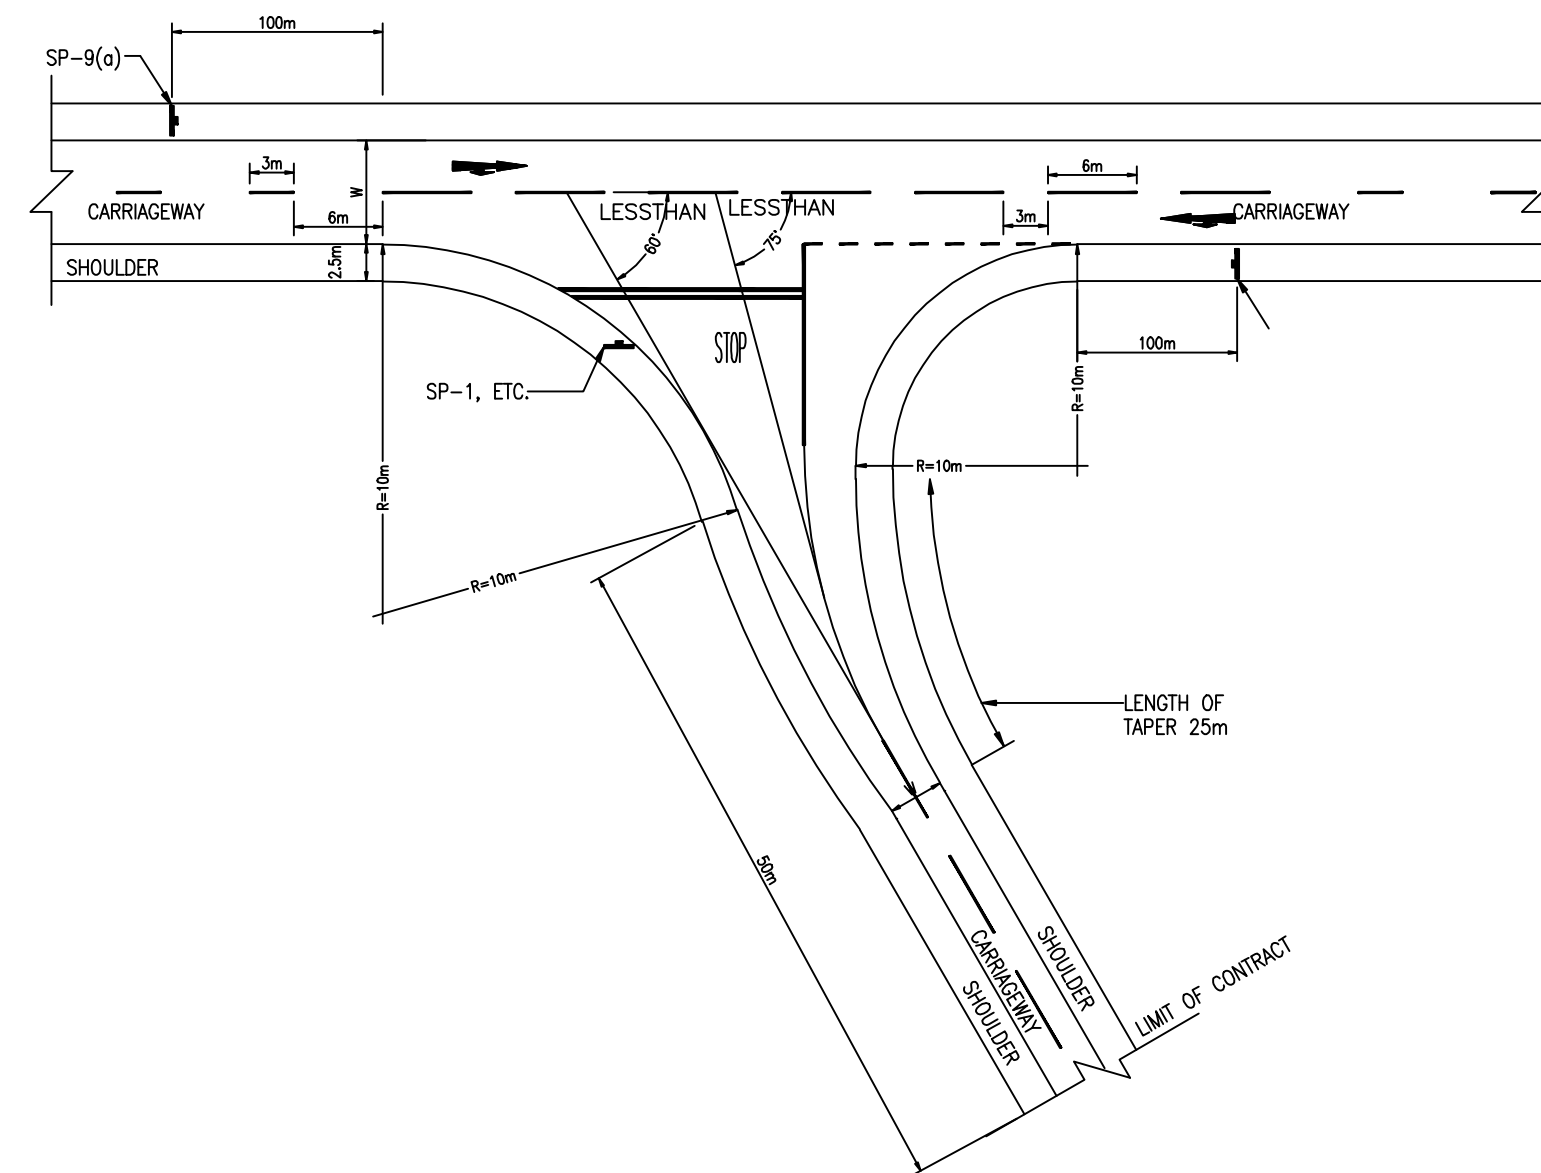 100m
SP-9(a)
3m
6m
W
CARRIAGEWAY
LESSTHAN
LESSTHAN
3m
CARRIAGEWAY
6m
60'
75'
SHOULDER
2.5m
STOP
100m
SP-1, ETC.
R=10m
R=10m
R=10m
R=10m
LENGTH OF
TAPER 25m
50m
CARRIAGEWAY
SHOULDER
SHOULDER
LIMIT OF CONTRACT